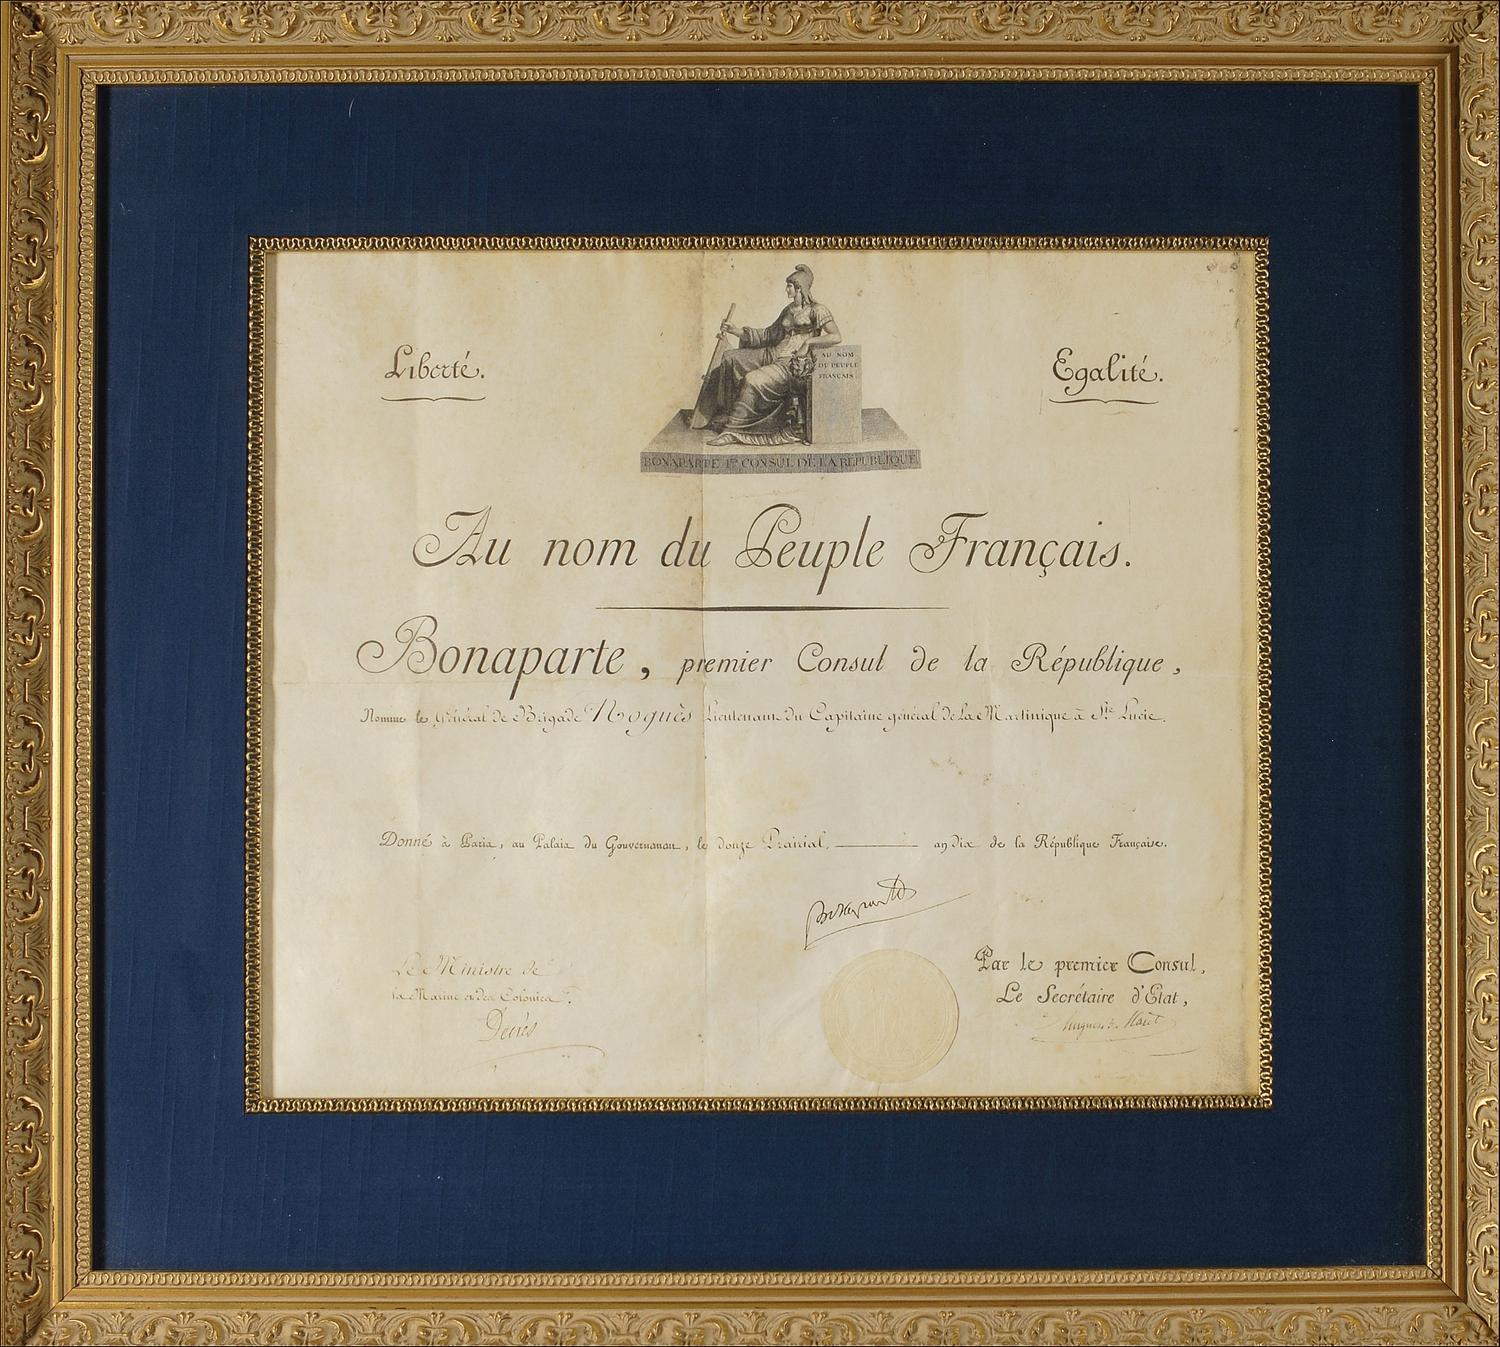 Liberté.
Egalité.
AU NOM
DU PEUPLE
FRANÇAIS.
BONAPARTE 1er CONSUL DE LA RÉPUBLIQUE
Au nom du Peuple Français.
Bonaparte, premier Consul de la République,
Nomme le Général de Brigade Noguès Lieutenant du Capitaine général de la Martinique à Ste Lucie.
Donné à Paris, au Palais du Gouvernement, le douze Prairial, an dix de la République Française.
Bonaparte
Le Ministre de
la Marine et des Colonies.
Decrès
Par le premier Consul,
Le Secrétaire d'Etat,
Hugues B. Maret